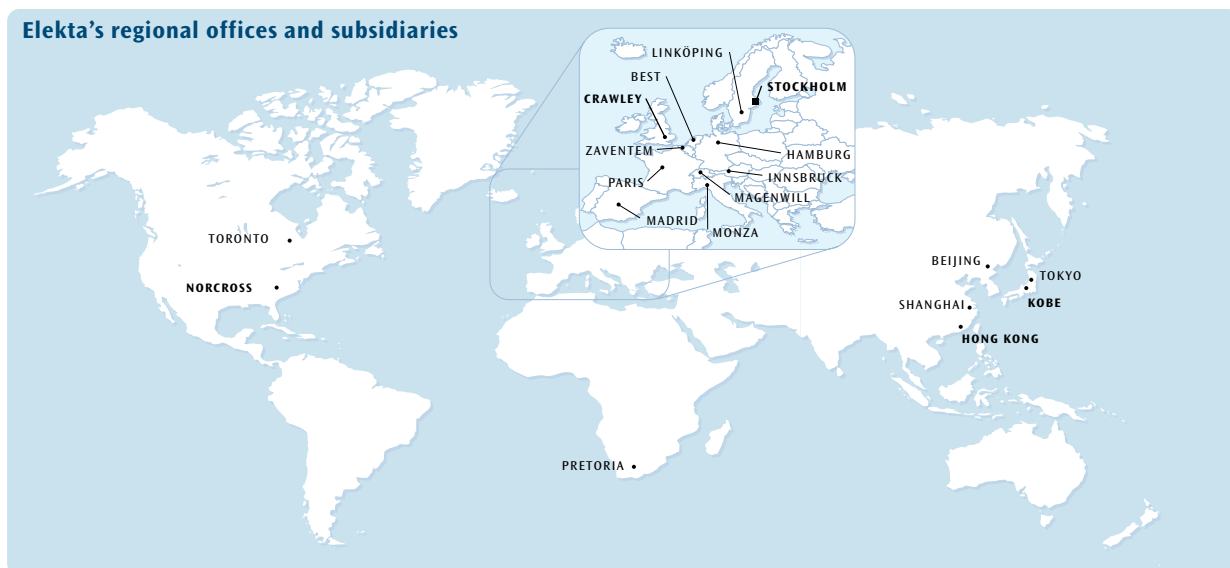 Elekta's regional offices and subsidiaries
LINKÖPING
BEST
STOCKHOLM
CRAWLEY
ZAVENTEM
HAMBURG
INNSBRUCK
PARIS
MAGENWILL
MADRID
MONZA
TORONTO
NORCROSS
BEIJING
TOKYO
SHANGHAI
KOBE
HONG KONG
PRETORIA